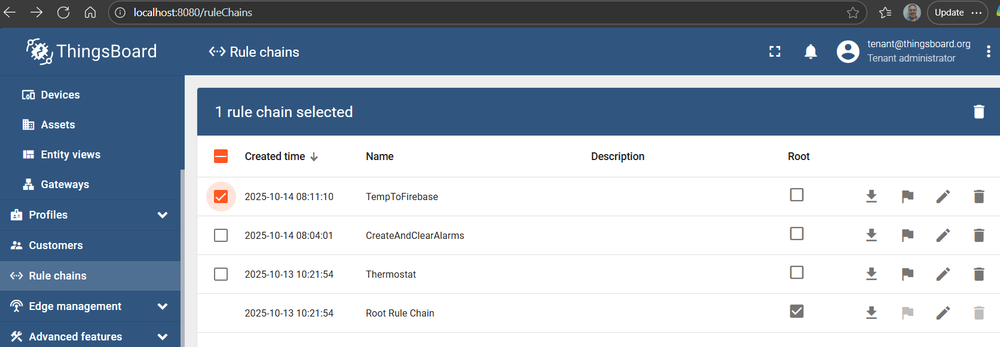 localhost:8080/ruleChains
Update
ThingsBoard
Rule chains
tenant@thingsboard.org
Tenant administrator
Devices
Assets
Entity views
Gateways
Profiles
Customers
Rule chains
Edge management
Advanced features
1 rule chain selected
Created time Name Description Root
2025-10-14 08:11:10 TempToFirebase
2025-10-14 08:04:01 CreateAndClearAlarms
2025-10-13 10:21:54 Thermostat
2025-10-13 10:21:54 Root Rule Chain